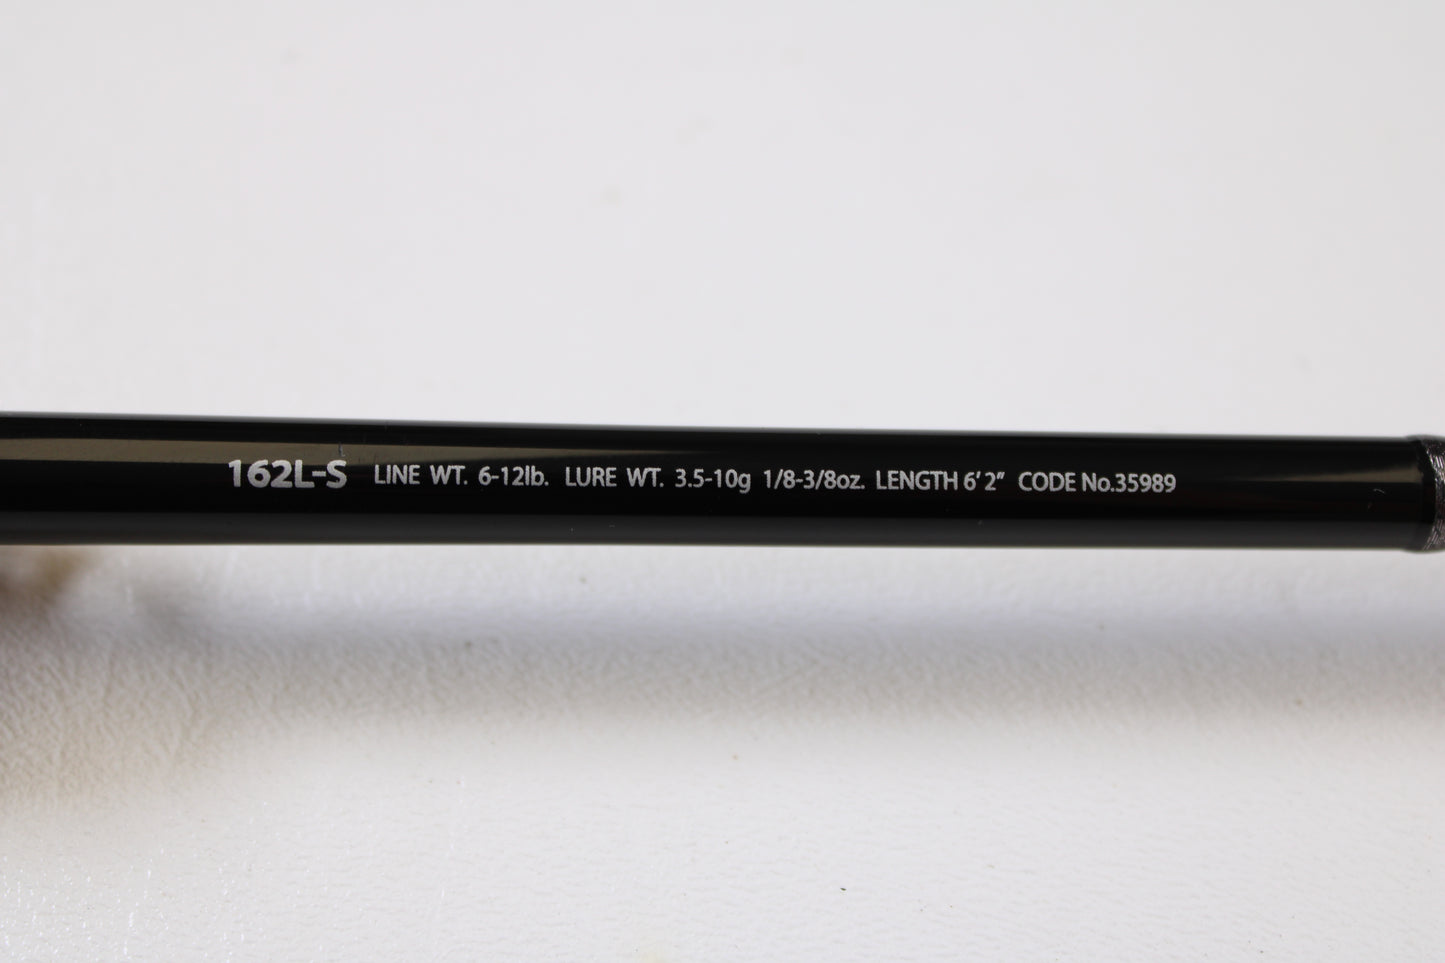 162L-S LINE WT. 6-12lb. LURE WT. 3.5-10g 1/8-3/8oz. LENGTH 6' 2" CODE No.35989